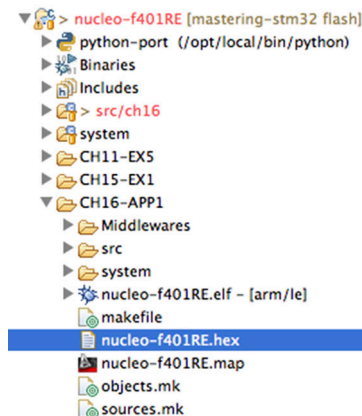 > nucleo-f401RE [mastering-stm32 flash]
python-port (/opt/local/bin/python)
Binaries
Includes
> src/ch16
system
CH11-EX5
CH15-EX1
CH16-APP1
Middlewares
src
system
nucleo-f401RE.elf - [arm/le]
makefile
nucleo-f401RE.hex
nucleo-f401RE.map
objects.mk
sources.mk